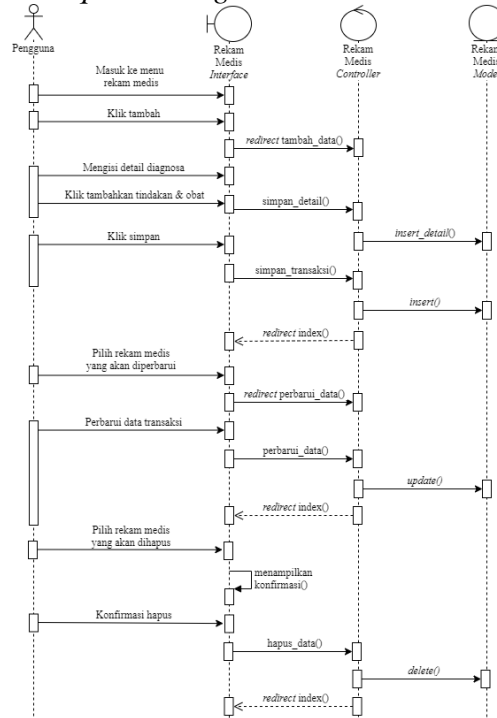 Pengguna
Rekam
Medis
Interface
Rekam
Medis
Controller
Rekam
Medis
Masuk ke menu
rekam medis
Klik tambah
redirect tambah_data()
Mengisi detail diagnosa
Klik tambahkan tindakan & obat
simpan_detail()
Klik simpan
insert_detail()
simpan_transaksi()
insert()
redirect index()
Pilih rekam medis
yang akan diperbarui
redirect perbarui_data()
Perbarui data transaksi
perbarui_data()
update()
redirect index()
Pilih rekam medis
yang akan dihapus
menampilkan
konfirmasi()
Konfirmasi hapus
hapus_data()
delete()
redirect index()